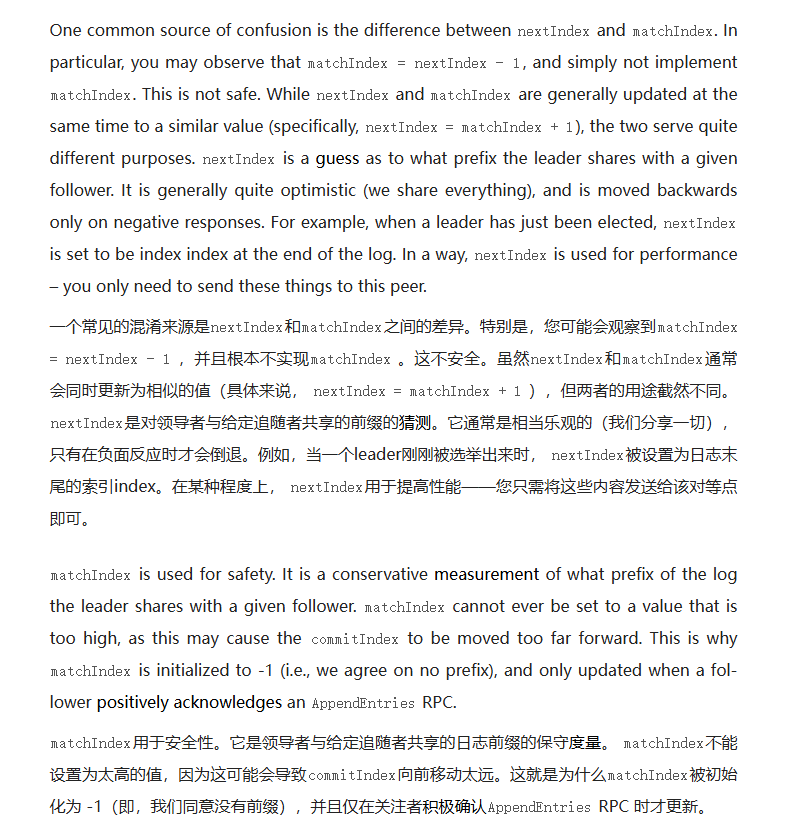 One common source of confusion is the difference between nextIndex and matchIndex. In
particular, you may observe that matchIndex = nextIndex - 1, and simply not implement
matchIndex. This is not safe. While nextIndex and matchIndex are generally updated at the
same time to a similar value (specifically, nextIndex = matchIndex + 1), the two serve quite
different purposes. nextIndex is a guess as to what prefix the leader shares with a given
follower. It is generally quite optimistic (we share everything), and is moved backwards
only on negative responses. For example, when a leader has just been elected, nextIndex
is set to be index index at the end of the log. In a way, nextIndex is used for performance
– you only need to send these things to this peer.
一个常见的混淆来源是nextIndex和matchIndex之间的差异。特别是，您可能会观察到matchIndex
= nextIndex - 1 ，并且根本不实现matchIndex 。这不安全。虽然nextIndex和matchIndex通常
会同时更新为相似的值（具体来说， nextIndex = matchIndex + 1 ），但两者的用途截然不同。
nextIndex是对领导者与给定追随者共享的前缀的猜测。它通常是相当乐观的（我们分享一切），
只有在负面反应时才会倒退。例如，当一个leader刚刚被选举出来时， nextIndex被设置为日志末
尾的索引index。在某种程度上， nextIndex用于提高性能——您只需将这些内容发送给该对等点
即可。
matchIndex is used for safety. It is a conservative measurement of what prefix of the log
the leader shares with a given follower. matchIndex cannot ever be set to a value that is
too high, as this may cause the commitIndex to be moved too far forward. This is why
matchIndex is initialized to -1 (i.e., we agree on no prefix), and only updated when a fol-
lower positively acknowledges an AppendEntries RPC.
matchIndex用于安全性。它是领导者与给定追随者共享的日志前缀的保守度量。 matchIndex不能
设置为太高的值，因为这可能会导致commitIndex向前移动太远。这就是为什么matchIndex被初始
化为 -1（即，我们同意没有前缀），并且仅在关注者积极确认AppendEntries RPC 时才更新。